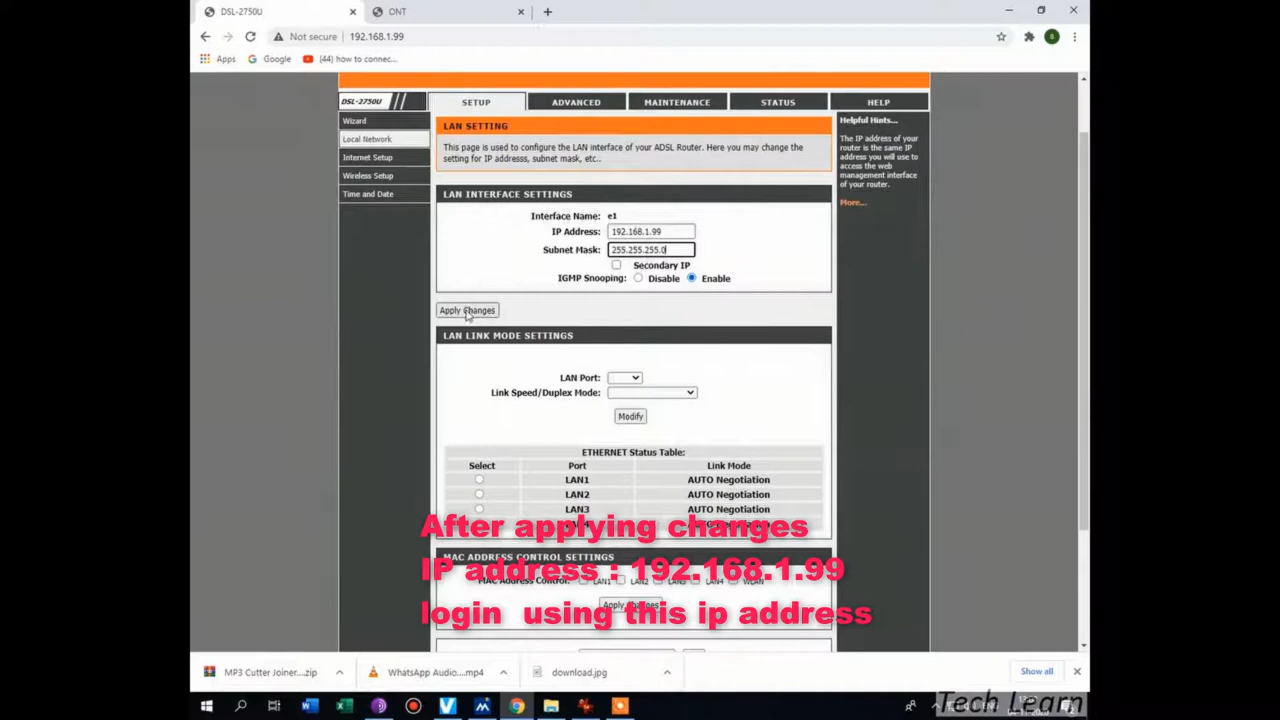 DSL-2750U
ONT
Not secure 192.168.1.99
Apps Google (44) how to connec...
DSL-2750U
SETUP ADVANCED MAINTENANCE STATUS HELP
Wizard
Local Network
Internet Setup
Wireless Setup
Time and Date
LAN SETTING
This page is used to configure the LAN interface of your ADSL Router. Here you may change the
setting for IP addresss, subnet mask, etc..
LAN INTERFACE SETTINGS
Interface Name: e1
IP Address: 192.168.1.99
Subnet Mask: 255.255.255.0
Secondary IP
IGMP Snooping: Disable Enable
Apply Changes
LAN LINK MODE SETTINGS
LAN Port:
Link Speed/Duplex Mode:
Modify
ETHERNET Status Table:
Select Port Link Mode
LAN1 AUTO Negotiation
LAN2 AUTO Negotiation
LAN3 AUTO Negotiation
After applying changes
MAC ADDRESS CONTROL SETTINGS
IP address : 192.168.1.99
MAC Address Control: LAN1 LAN2 LAN3 LAN4 WLAN
Apply Changes
login using this ip address
Helpful Hints...
The IP address of your
router is the same IP
address you will use to
access the web
management interface
of your router.
More...
MP3 Cutter Joiner....zip
WhatsApp Audio....mp4
download.jpg
Show all
Tech Learn